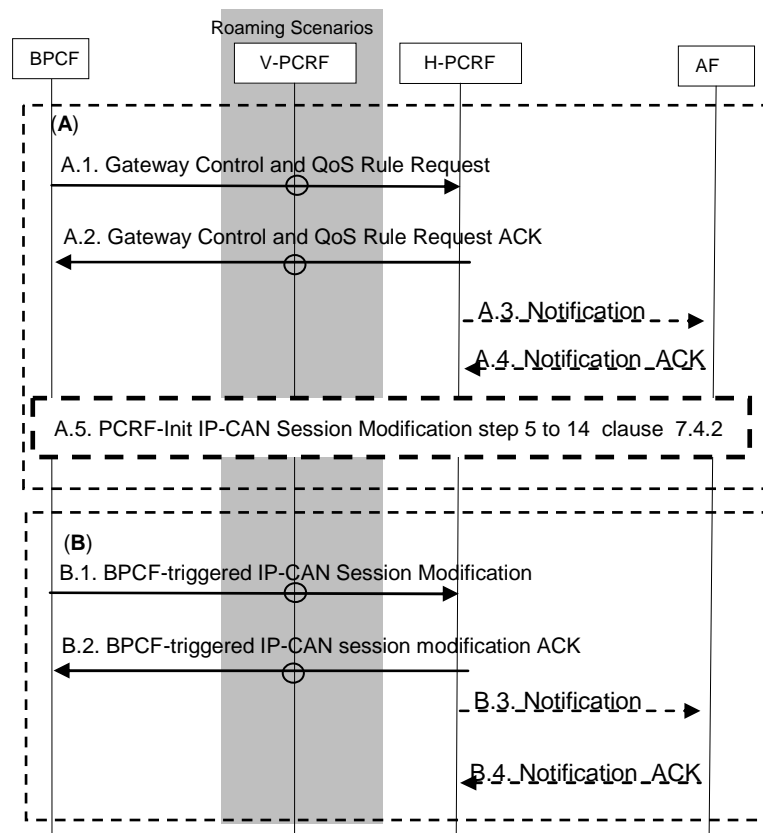 Roaming Scenarios
BPCF
V-PCRF
H-PCRF
AF
(A)
A.1. Gateway Control and QoS Rule Request
A.2. Gateway Control and QoS Rule Request ACK
A.3. Notification
A.4. Notification ACK
A.5. PCRF-Init IP-CAN Session Modification step 5 to 14 clause 7.4.2
(B)
B.1. BPCF-triggered IP-CAN Session Modification
B.2. BPCF-triggered IP-CAN session modification ACK
B.3. Notification
B.4. Notification ACK